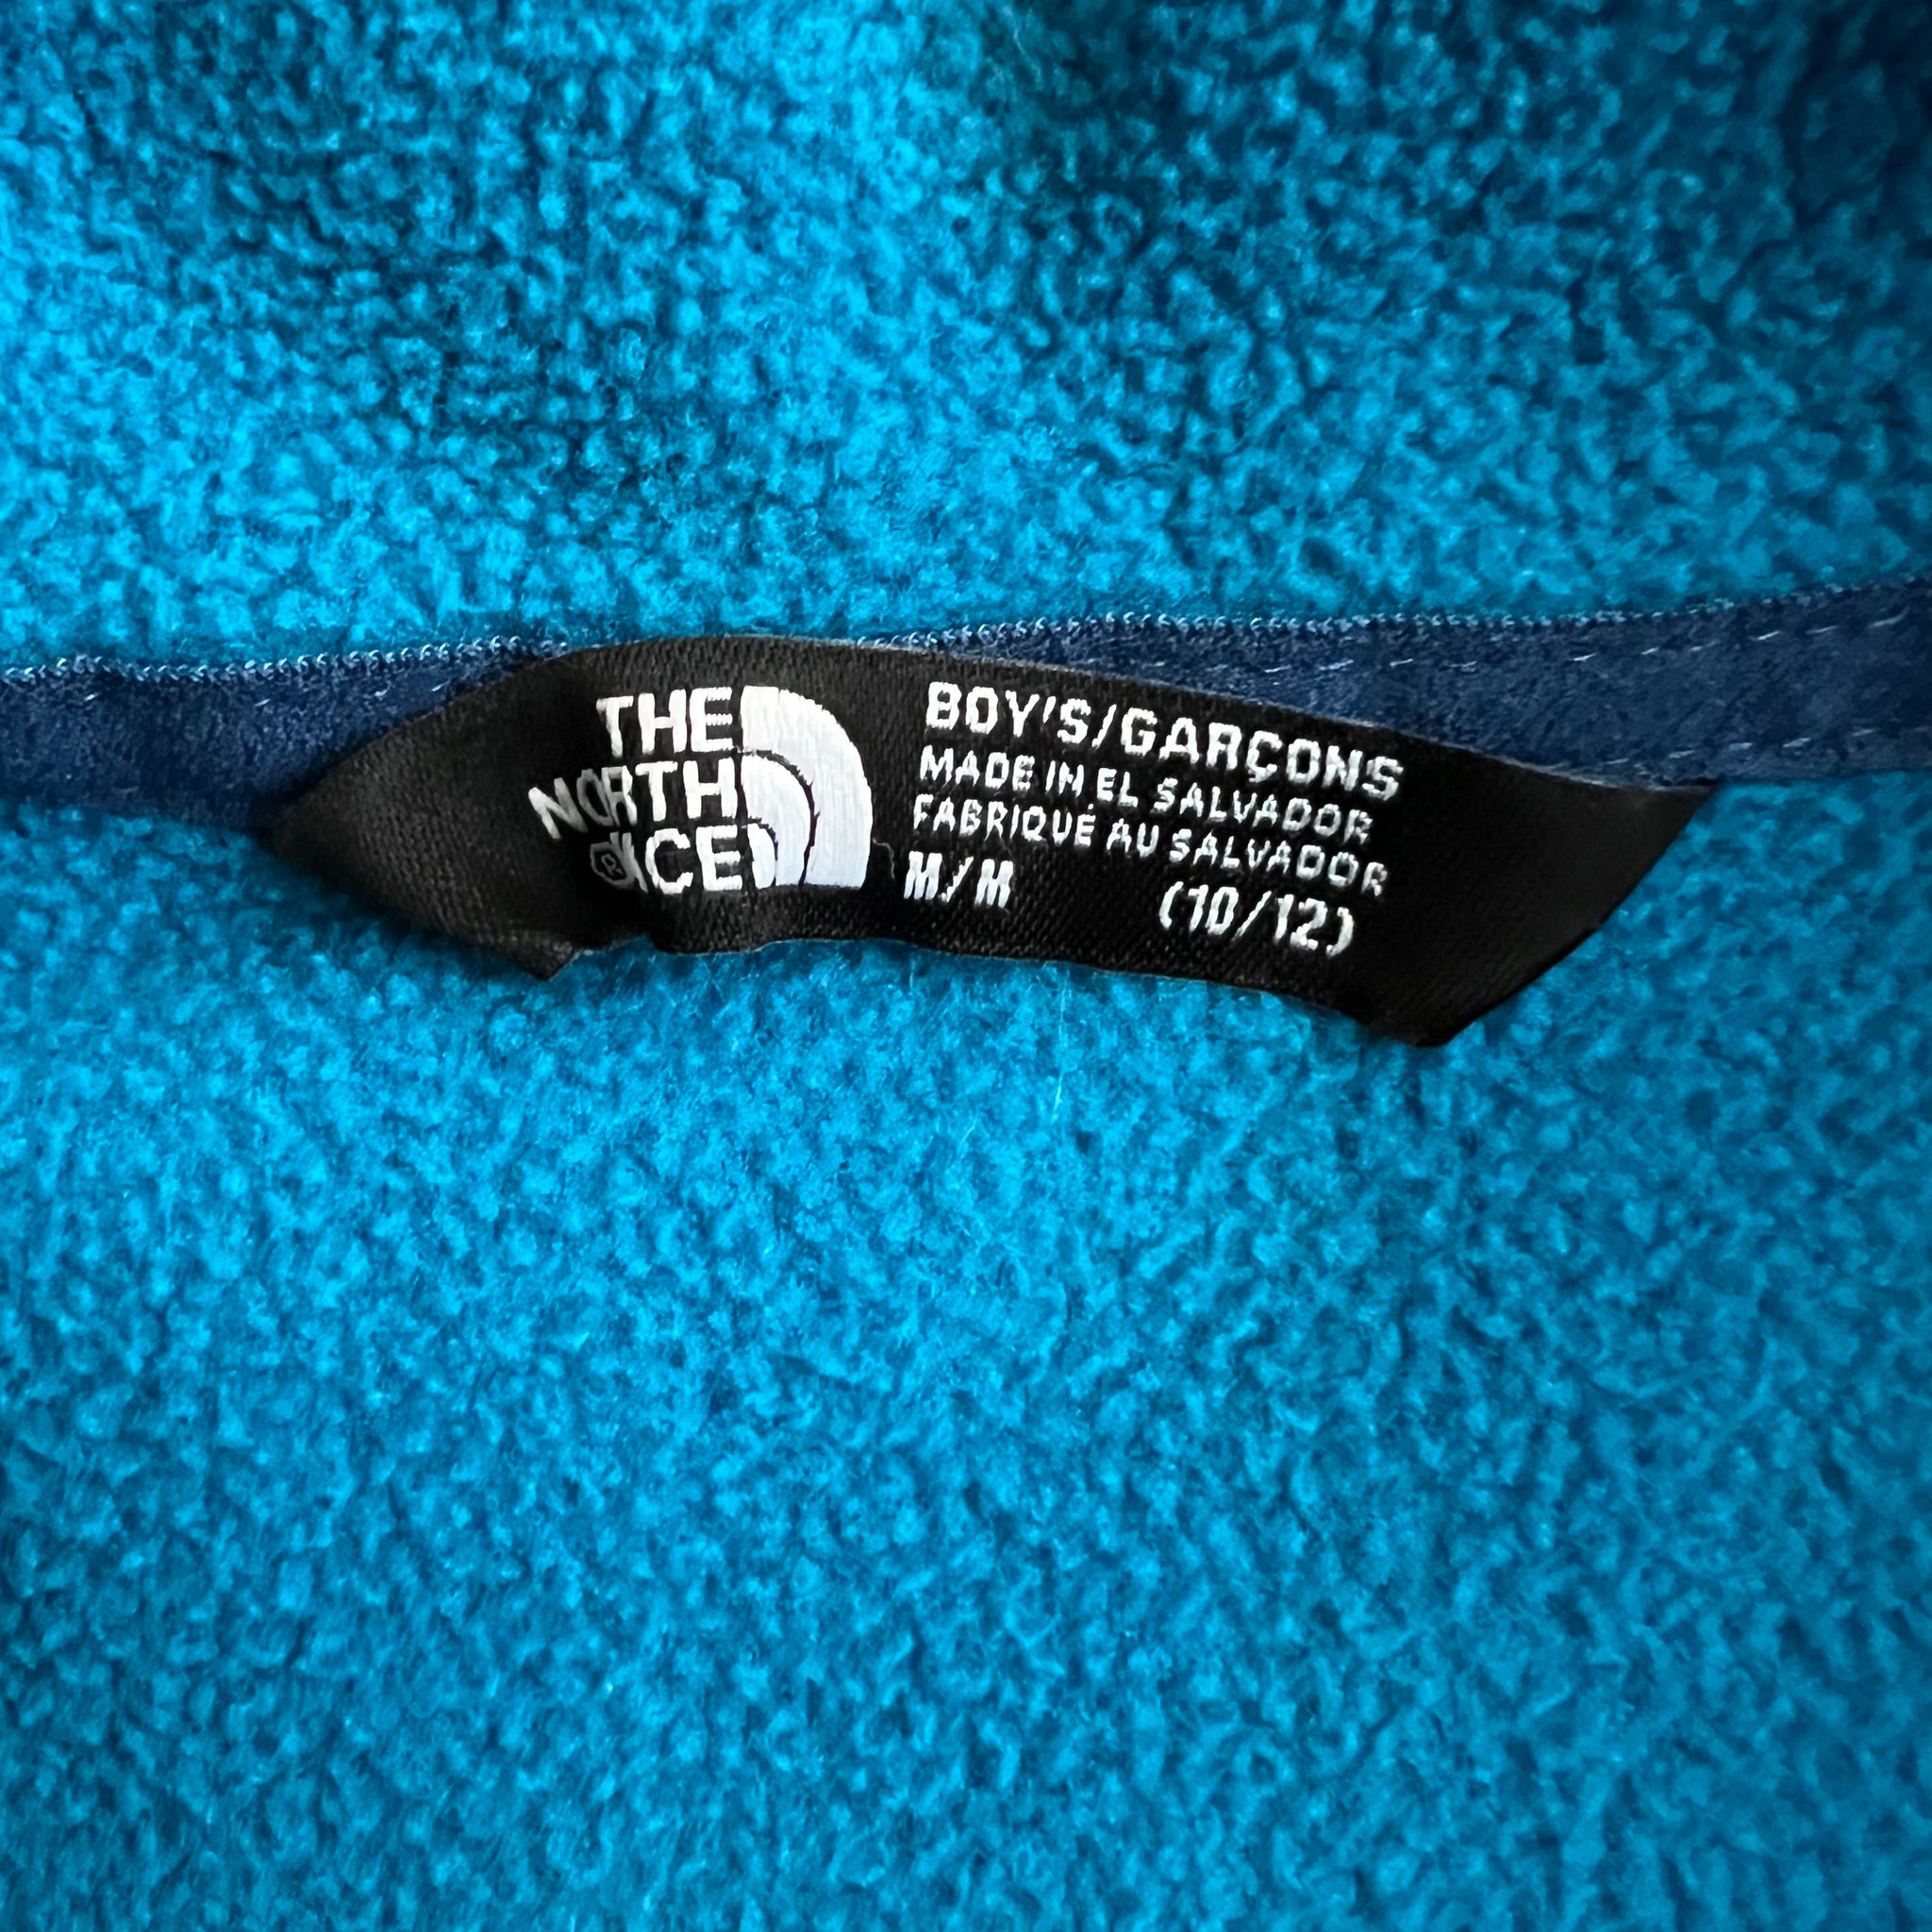 THE
NORTH
FACE
®
BOY'S/GARÇONS
MADE IN EL SALVADOR
FABRIQUÉ AU SALVADOR
M/M (10/12)